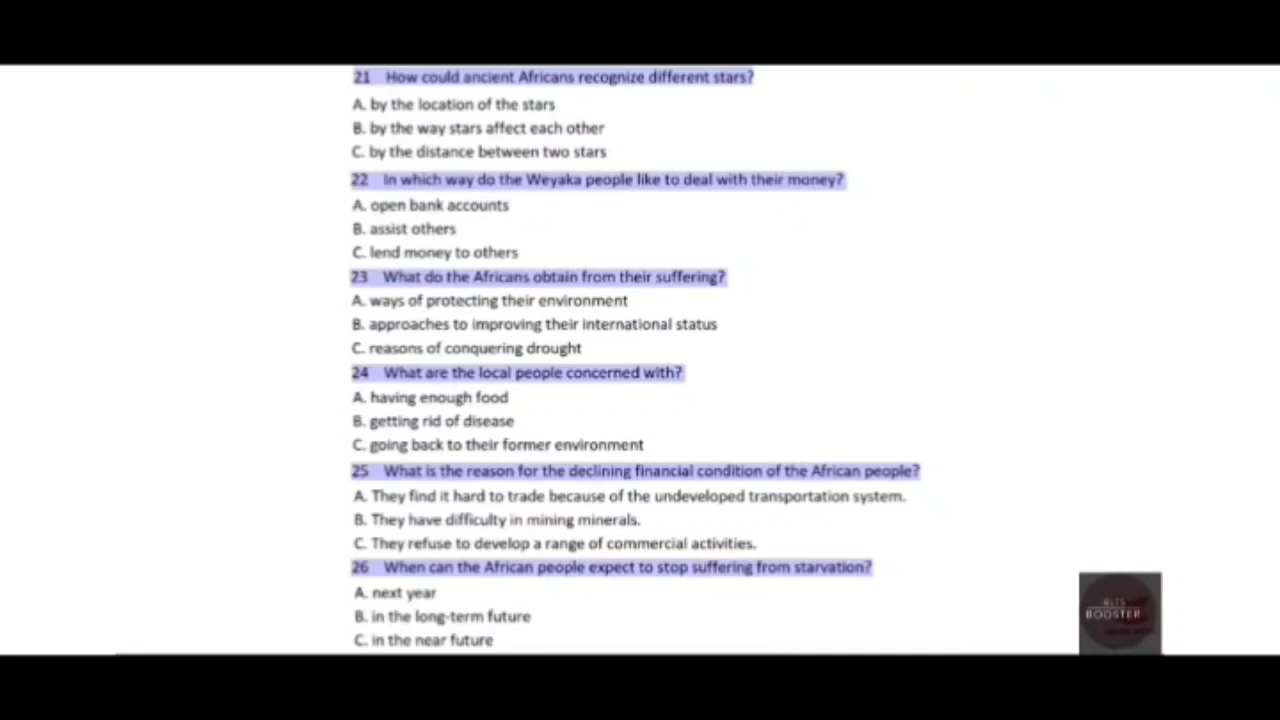 21 How could ancient Africans recognize different stars?
A. by the location of the stars
B. by the way stars affect each other
C. by the distance between two stars
22 In which way do the Weyaka people like to deal with their money?
A. open bank accounts
B. assist others
C. lend money to others
23 What do the Africans obtain from their suffering?
A. ways of protecting their environment
B. approaches to improving their international status
C. reasons of conquering drought
24 What are the local people concerned with?
A. having enough food
B. getting rid of disease
C. going back to their former environment
25 What is the reason for the declining financial condition of the African people?
A. They find it hard to trade because of the undeveloped transportation system.
B. They have difficulty in mining minerals.
C. They refuse to develop a range of commercial activities.
26 When can the African people expect to stop suffering from starvation?
A. next year
B. in the long-term future
C. in the near future
IELTS
BOOSTER